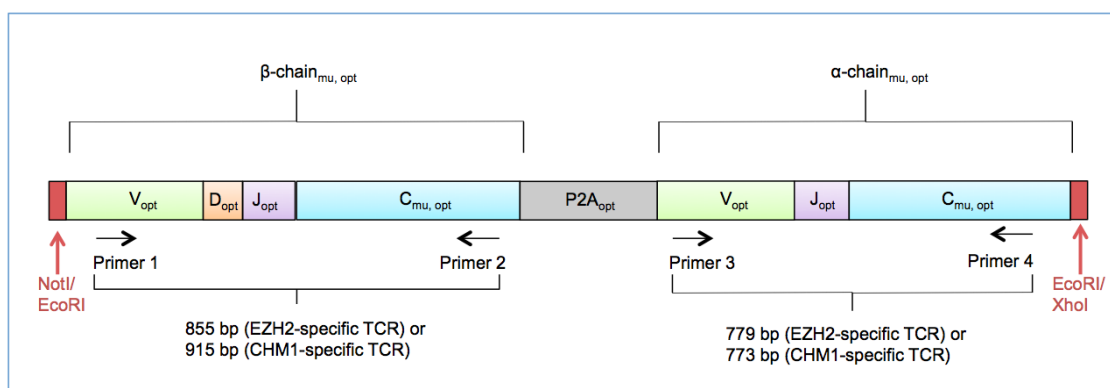 β-chainmu, opt
α-chainmu, opt
Vopt
Dopt
Jopt
Cmu, opt
P2Aopt
Vopt
Jopt
Cmu, opt
Primer 1
Primer 2
Primer 3
Primer 4
NotI/
EcoRI
EcoRI/
XhoI
855 bp (EZH2-specific TCR) or
915 bp (CHM1-specific TCR)
779 bp (EZH2-specific TCR) or
773 bp (CHM1-specific TCR)